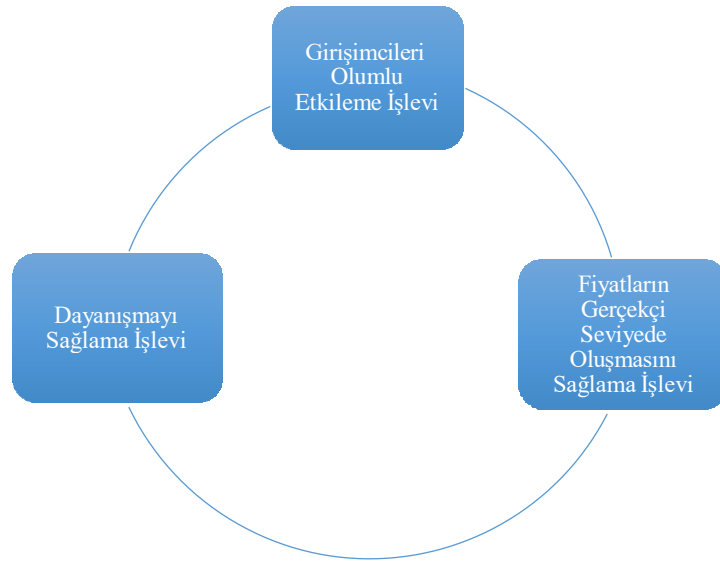 Girişimcileri
Olumlu
Etkileme İşlevi
Dayanışmayı
Sağlama İşlevi
Fiyatların
Gerçekçi
Seviyede
Oluşmasını
Sağlama İşlevi